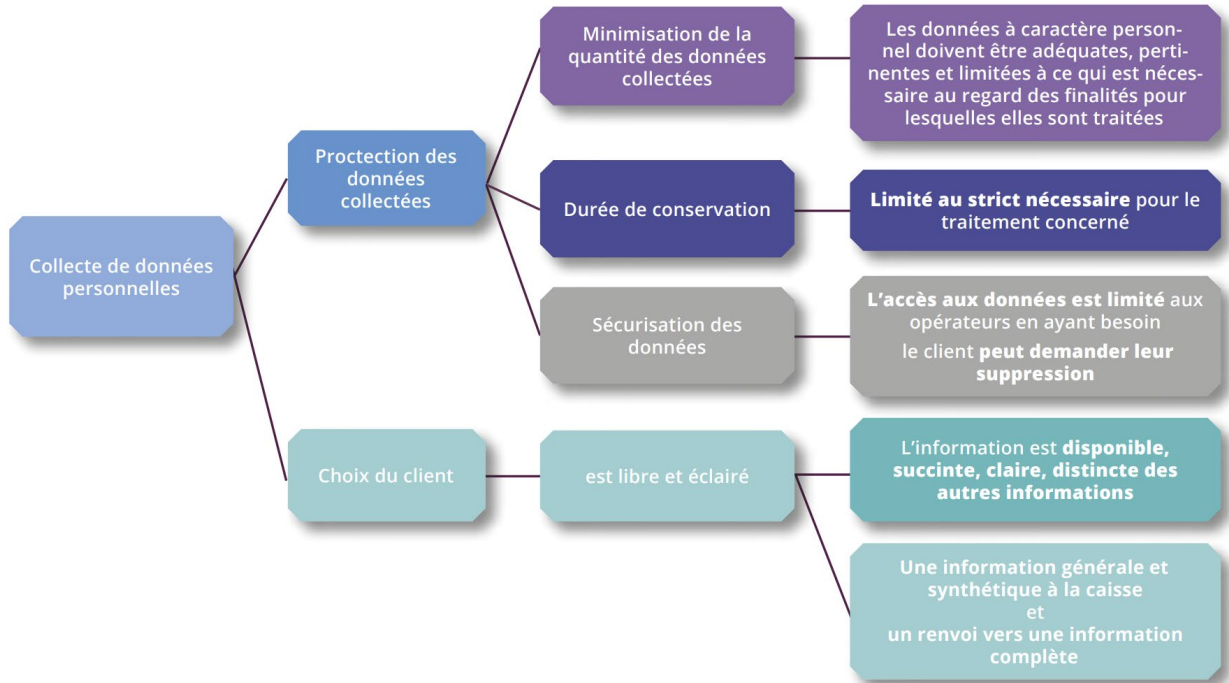 Collecte de données
personnelles
Proctection des
données
collectées
Minimisation de la
quantité des données
collectées
Les données à caractère person-
nel doivent être adéquates, perti-
nentes et limitées à ce qui est néces-
saire au regard des finalités pour
lesquelles elles sont traitées
Durée de conservation
Limité au strict nécessaire pour le
traitement concerné
Sécurisation des
données
L’accès aux données est limité aux
opérateurs en ayant besoin
le client peut demander leur
suppression
Choix du client
est libre et éclairé
L’information est disponible,
succinte, claire, distincte des
autres informations
Une information générale et
synthétique à la caisse
et
un renvoi vers une information
complète